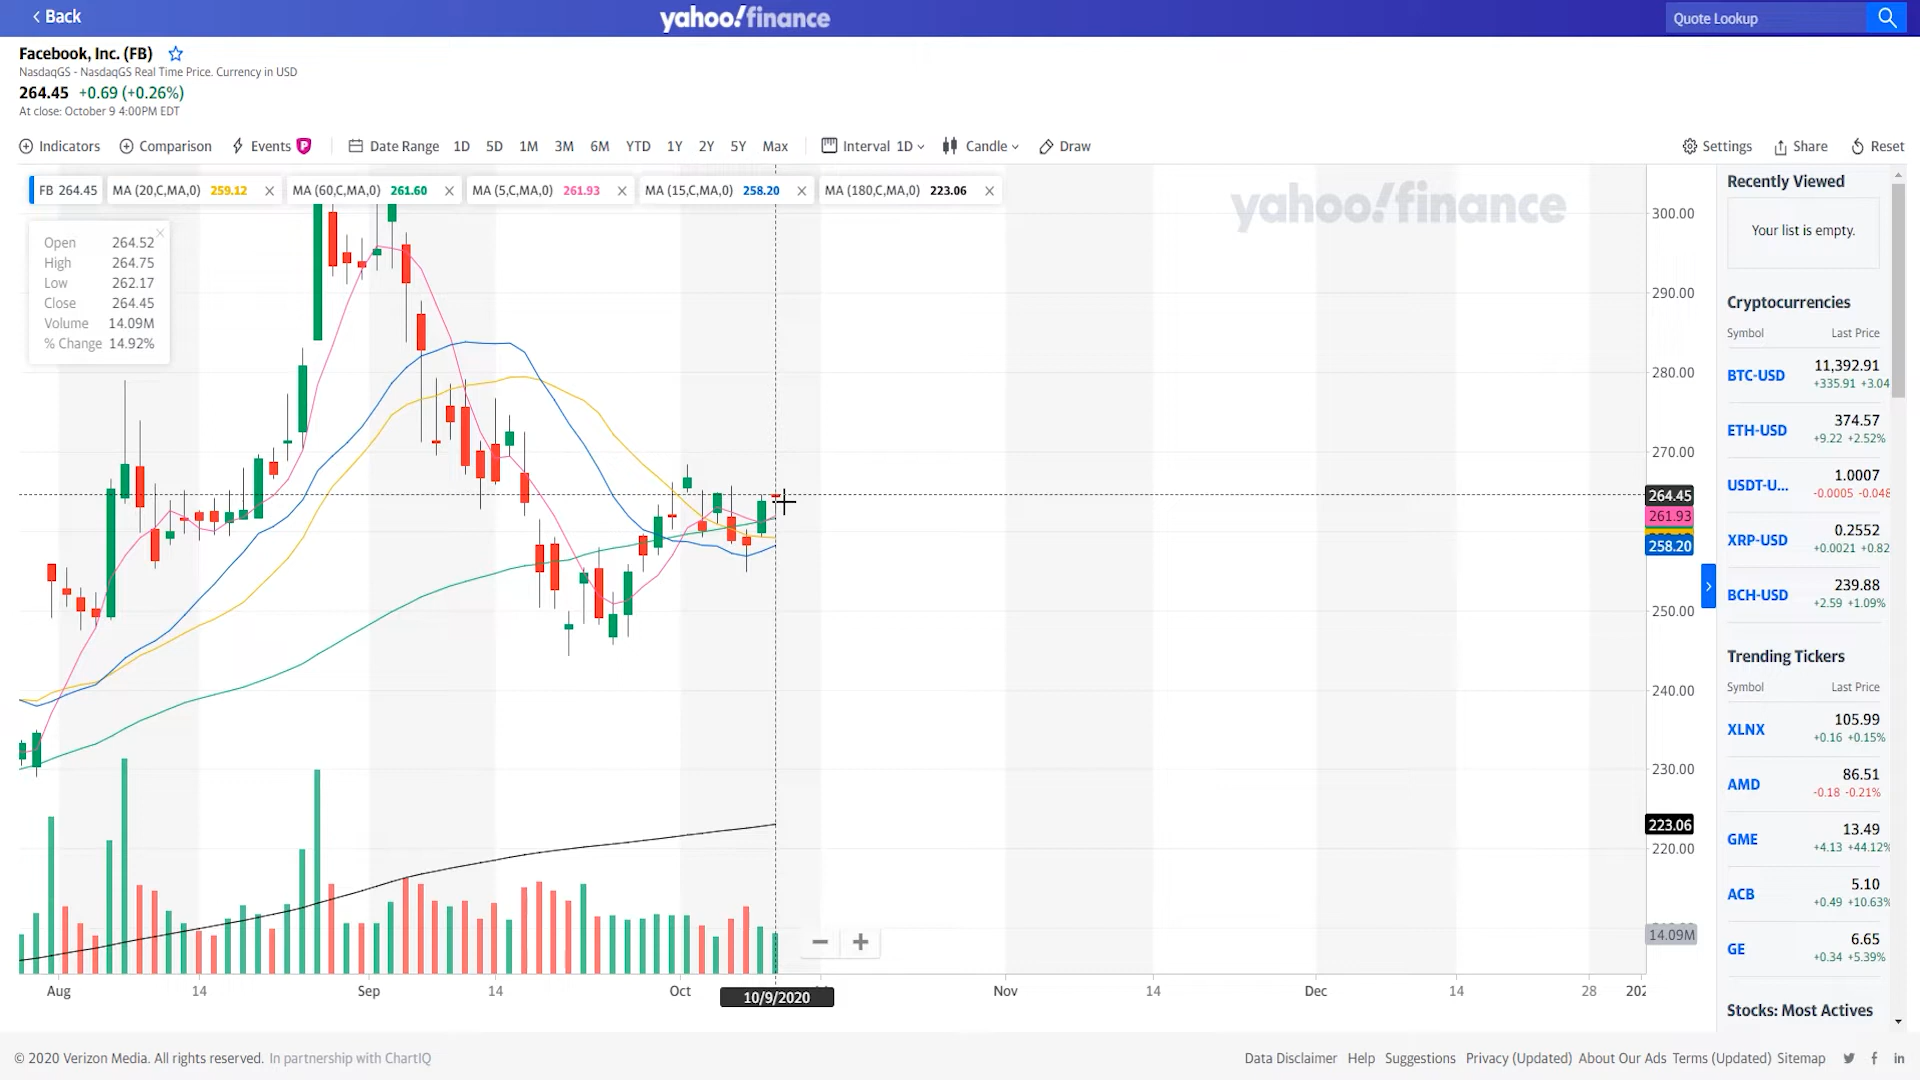 Back
yahoo!finance
Quote Lookup
Facebook, Inc. (FB)
NasdaqGS - NasdaqGS Real Time Price. Currency in USD
264.45 +0.69 (+0.26%)
At close: October 9 4:00PM EDT
Indicators Comparison Events P Date Range 1D 5D 1M 3M 6M YTD 1Y 2Y 5Y Max Interval 1D Candle Draw Settings Share Reset
FB 264.45 MA (20,C,MA,0) 259.12 MA (60,C,MA,0) 261.60 MA (5,C,MA,0) 261.93 MA (15,C,MA,0) 258.20 MA (180,C,MA,0) 223.06
yahoo!finance
Open 264.52
High 264.75
Low 262.17
Close 264.45
Volume 14.09M
% Change 14.92%
300.00
290.00
280.00
270.00
264.45
261.93
258.20
250.00
240.00
230.00
223.06
220.00
14.09M
Aug 14 Sep 14 Oct 10/9/2020 Nov 14 Dec 14 28 202
Recently Viewed
Your list is empty.
Cryptocurrencies
Symbol Last Price
BTC-USD 11,392.91
+335.91 +3.04
ETH-USD 374.57
+9.22 +2.52%
USDT-U... 1.0007
-0.0005 -0.048
XRP-USD 0.2552
+0.0021 +0.82
BCH-USD 239.88
+2.59 +1.09%
Trending Tickers
Symbol Last Price
XLNX 105.99
+0.16 +0.15%
AMD 86.51
-0.18 -0.21%
GME 13.49
+4.13 +44.12%
ACB 5.10
+0.49 +10.63%
GE 6.65
+0.34 +5.39%
Stocks: Most Actives
© 2020 Verizon Media. All rights reserved. In partnership with ChartIQ
Data Disclaimer Help Suggestions Privacy (Updated) About Our Ads Terms (Updated) Sitemap